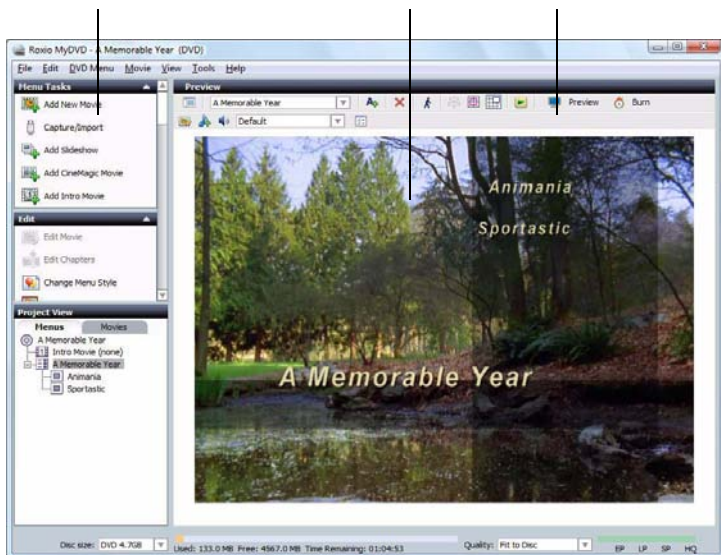 Roxio MyDVD - A Memorable Year (DVD)
File Edit DVD Menu Movie View Tools Help
Menu Tasks
Add New Movie
Capture/Import
Add Slideshow
Add CineMagic Movie
Add Intro Movie
Edit
Edit Movie
Edit Chapters
Change Menu Style
Project View
Menus Movies
A Memorable Year
Intro Movie (none)
A Memorable Year
Animania
Sportastic
Preview
A Memorable Year Preview Burn
Default
Animania
Sportastic
A Memorable Year
Disc size: DVD 4.7GB Used: 133.0 MB Free: 4567.0 MB Time Remaining: 01:04:53 Quality: Fit to Disc EP LP SP HQ